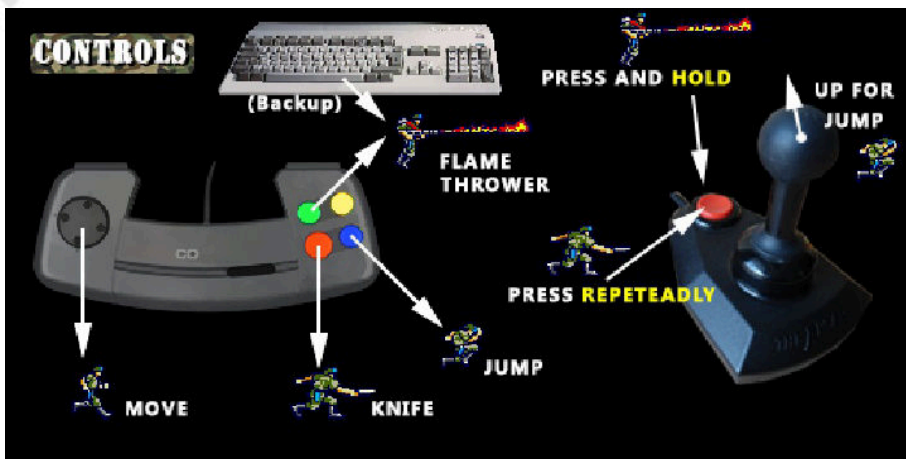 CONTROLS
(Backup)
PRESS AND HOLD
UP FOR
JUMP
FLAME
THROWER
CD
PRESS REPETEADLY
JUMP
MOVE
KNIFE